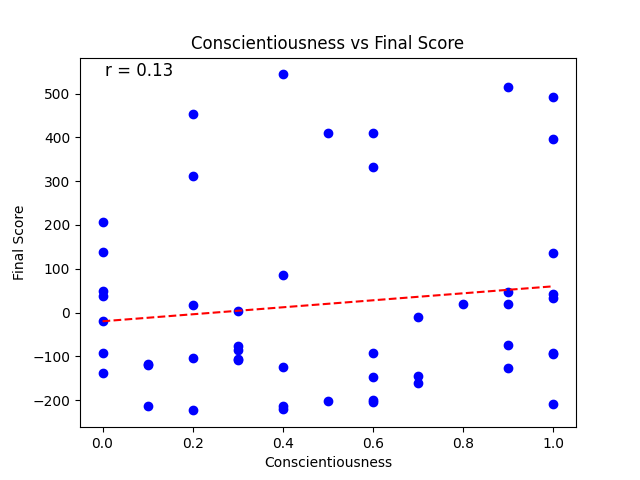 Conscientiousness vs Final Score
r = 0.13
Final Score
500
400
300
200
100
0
−100
−200
0.0 0.2 0.4 0.6 0.8 1.0
Conscientiousness